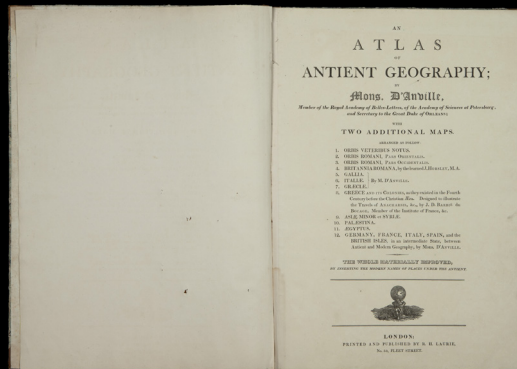 AN
ATLAS
OF
ANTIENT GEOGRAPHY;
BY
Mons. D'Anville,
Member of the Royal Academy of Belles-Lettres, of the Academy of Sciences at Petersburg,
and Secretary to the Great Duke of ORLEANS;
WITH
TWO ADDITIONAL MAPS.
ARRANGED AS FOLLOW:
1. ORBIS VETERIBUS NOTUS.
2. ORBIS ROMANI, PARS ORIENTALIS.
3. ORBIS ROMANI, PARS OCCIDENTALIS.
4. BRITANNIA ROMANA, by the learned J. HORSLEY, M.A.
5. GALLIA.
6. ITALIÆ. } By M. D'ANVILLE.
7. GRÆCIÆ.
8. GREECE AND ITS COLONIES, as they existed in the Fourth
Century before the Christian Æra. Designed to illustrate
the Travels of ANACHARSIS, &c., by J. D. BARBIÉ du
BOCAGE, Member of the Institute of France, &c.
9. ASIÆ MINOR et SYRIÆ.
10. PALÆSTINA.
11. ÆGYPTUS.
12. GERMANY, FRANCE, ITALY, SPAIN, and the
BRITISH ISLES, in an intermediate State, between
Antient and Modern Geography, by Mons. D'ANVILLE.
THE WHOLE MATERIALLY IMPROVED,
BY INSERTING THE MODERN NAMES OF PLACES UNDER THE ANTIENT.
LONDON:
PRINTED AND PUBLISHED BY R. H. LAURIE,
No. 53, FLEET STREET.